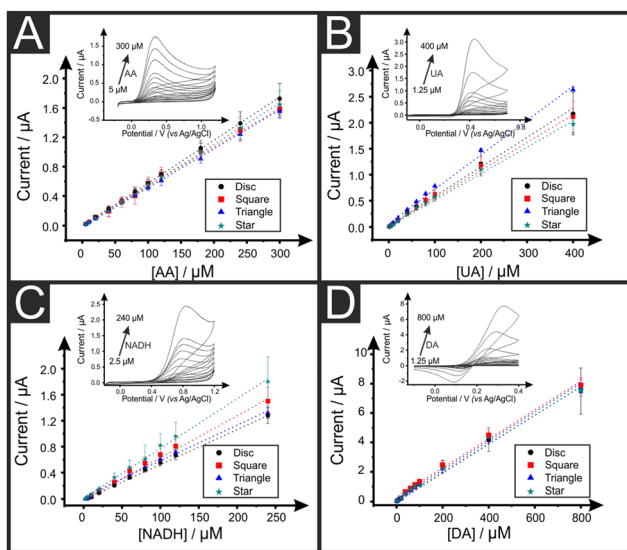 A
300 µM
AA
5 µM
Current / µA
1.5
1.0
0.5
0.0
0.0
0.5
1.0
Potential / V (vs Ag/AgCl)
Current / µA
2.0
1.6
1.2
0.8
0.4
0.0
Disc
Square
Triangle
Star
0
50
100
150
200
250
300
[AA] / µM
B
400 µM
UA
1.25 µM
Current / µA
3.0
2.0
1.0
0.0
0.0
0.4
0.8
Potential / V (vs Ag/AgCl)
Current / µA
3.0
2.5
2.0
1.5
1.0
0.5
0.0
Disc
Square
Triangle
Star
0
100
200
300
400
[UA] / µM
C
240 µM
NADH
2.5 µM
Current / µA
2.5
2.0
1.5
1.0
0.5
0.0
0.0
0.4
0.8
1.2
Potential / V (vs Ag/AgCl)
Current / µA
2.0
1.6
1.2
0.8
0.4
0.0
Disc
Square
Triangle
Star
0
50
100
150
200
250
[NADH] / µM
D
800 µM
DA
1.25 µM
Current / µA
8
6
4
2
0
-2
0.0
0.2
0.4
Potential / V (vs Ag/AgCl)
Current / µA
8
6
4
2
0
Disc
Square
Triangle
Star
0
200
400
600
800
[DA] / µM